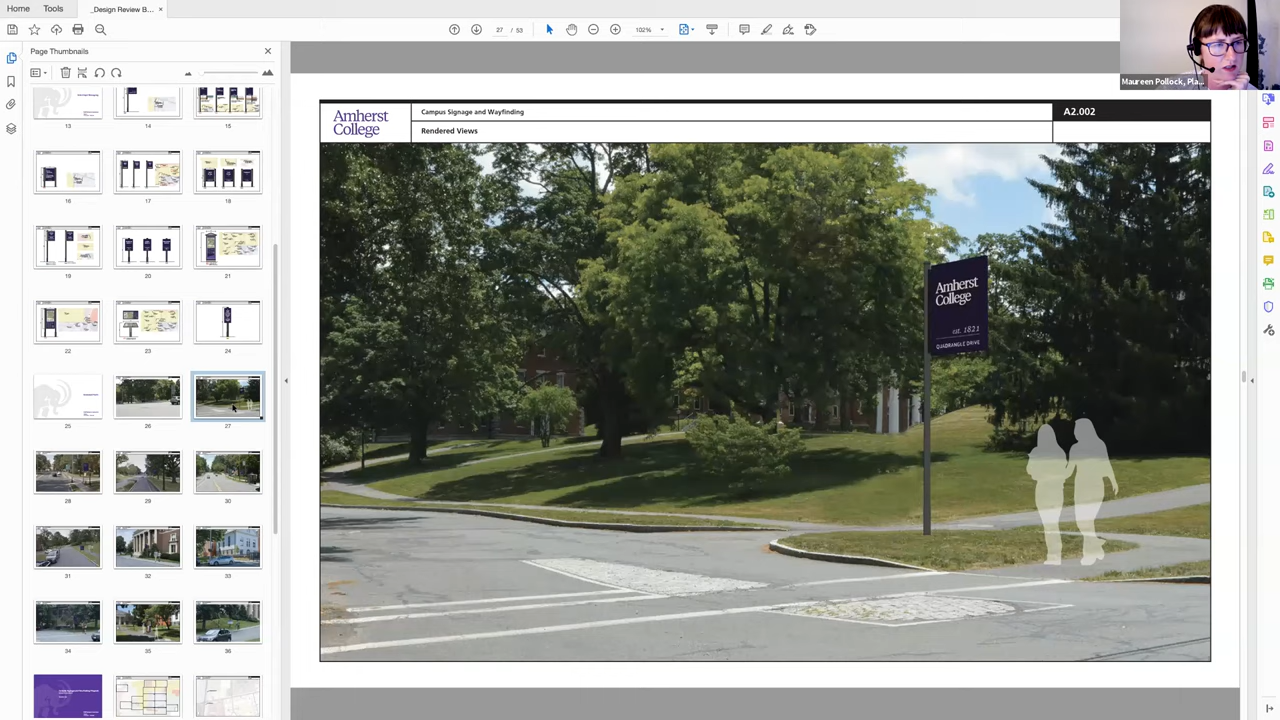 Home
Tools
_Design Review B...
27 / 53
102%
Maureen Pollock, Pla...
Page Thumbnails
13
14
15
16
17
18
19
20
21
22
23
24
25
26
27
28
29
30
31
32
33
34
35
36
Amherst
College
Campus Signage and Wayfinding
A2.002
Rendered Views
Amherst
College
est. 1821
QUADRANGLE DRIVE